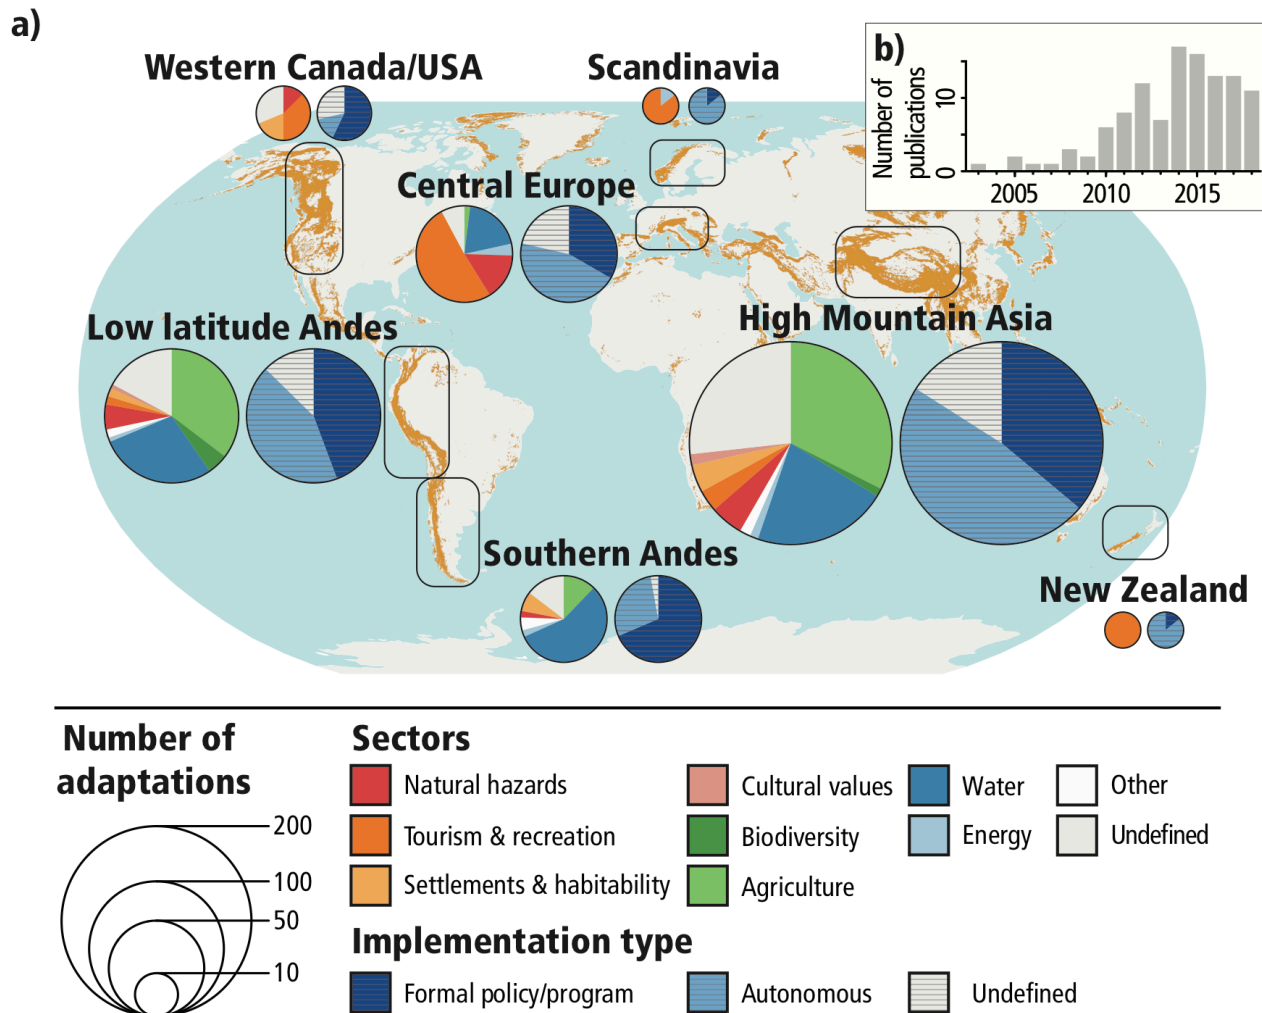 a)
Western Canada/USA
Scandinavia
b)
Number of
publications
10
0
2005 2010 2015
Central Europe
Low latitude Andes
High Mountain Asia
Southern Andes
New Zealand
Number of
adaptations
200
100
50
10
Sectors
Natural hazards
Cultural values
Water
Other
Tourism & recreation
Biodiversity
Energy
Undefined
Settlements & habitability
Agriculture
Implementation type
Formal policy/program
Autonomous
Undefined